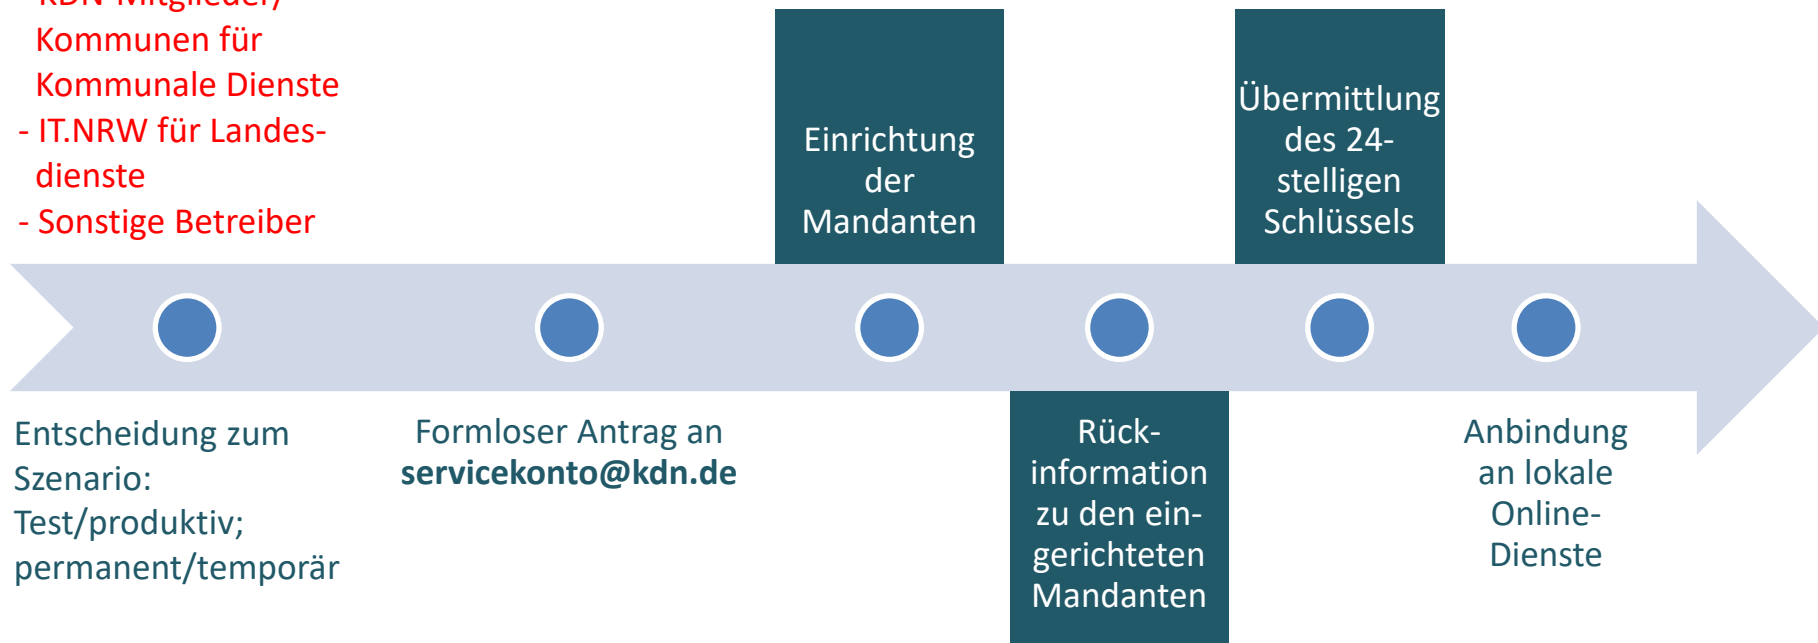 KDN-Mitglieder/
Kommunen für
Kommunale Dienste
- IT.NRW für Landes-
dienste
- Sonstige Betreiber
Entscheidung zum
Szenario:
Test/produktiv;
permanent/temporär
Formloser Antrag an
servicekonto@kdn.de
Einrichtung
der
Mandanten
Rück-
information
zu den ein-
gerichteten
Mandanten
Übermittlung
des 24-
stelligen
Schlüssels
Anbindung
an lokale
Online-
Dienste